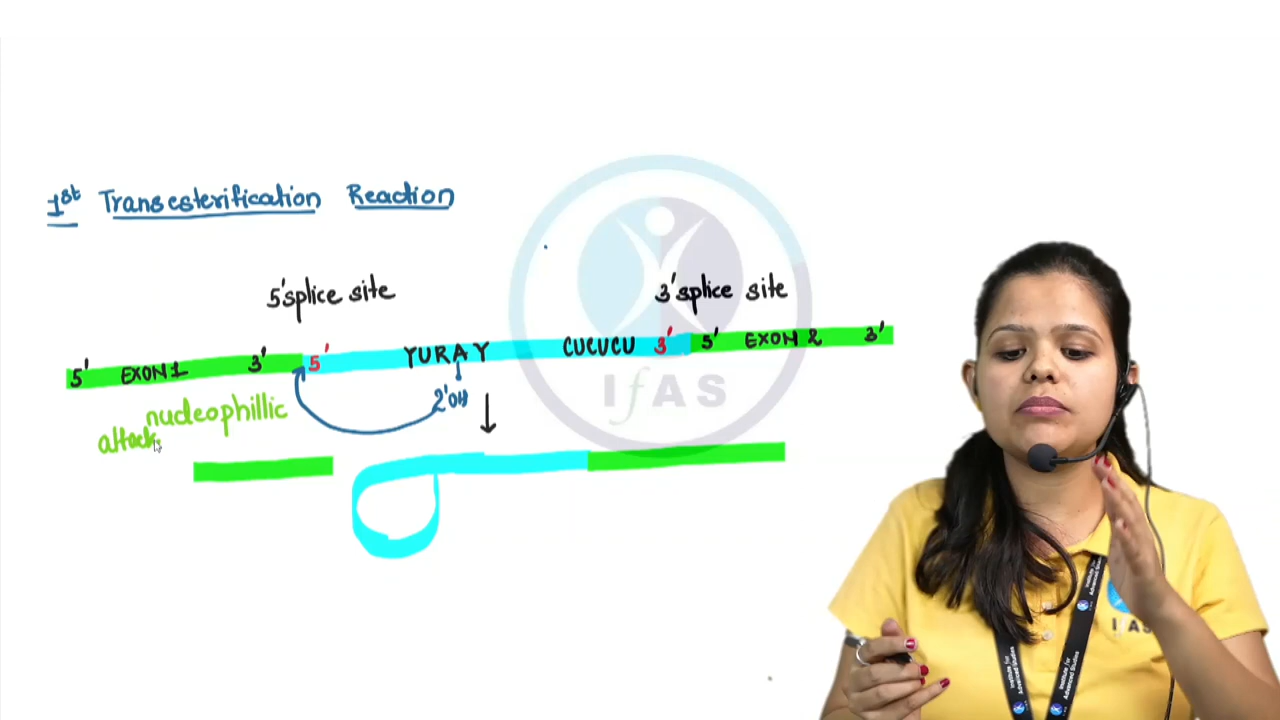 1st Transesterification Reaction
5' splice site
3' splice site
5' EXON 1 3' 5' YURAY CUCUCU 3' 5' EXON 2 3'
2'OH
nucleophillic
attack
IfAS
IfAS